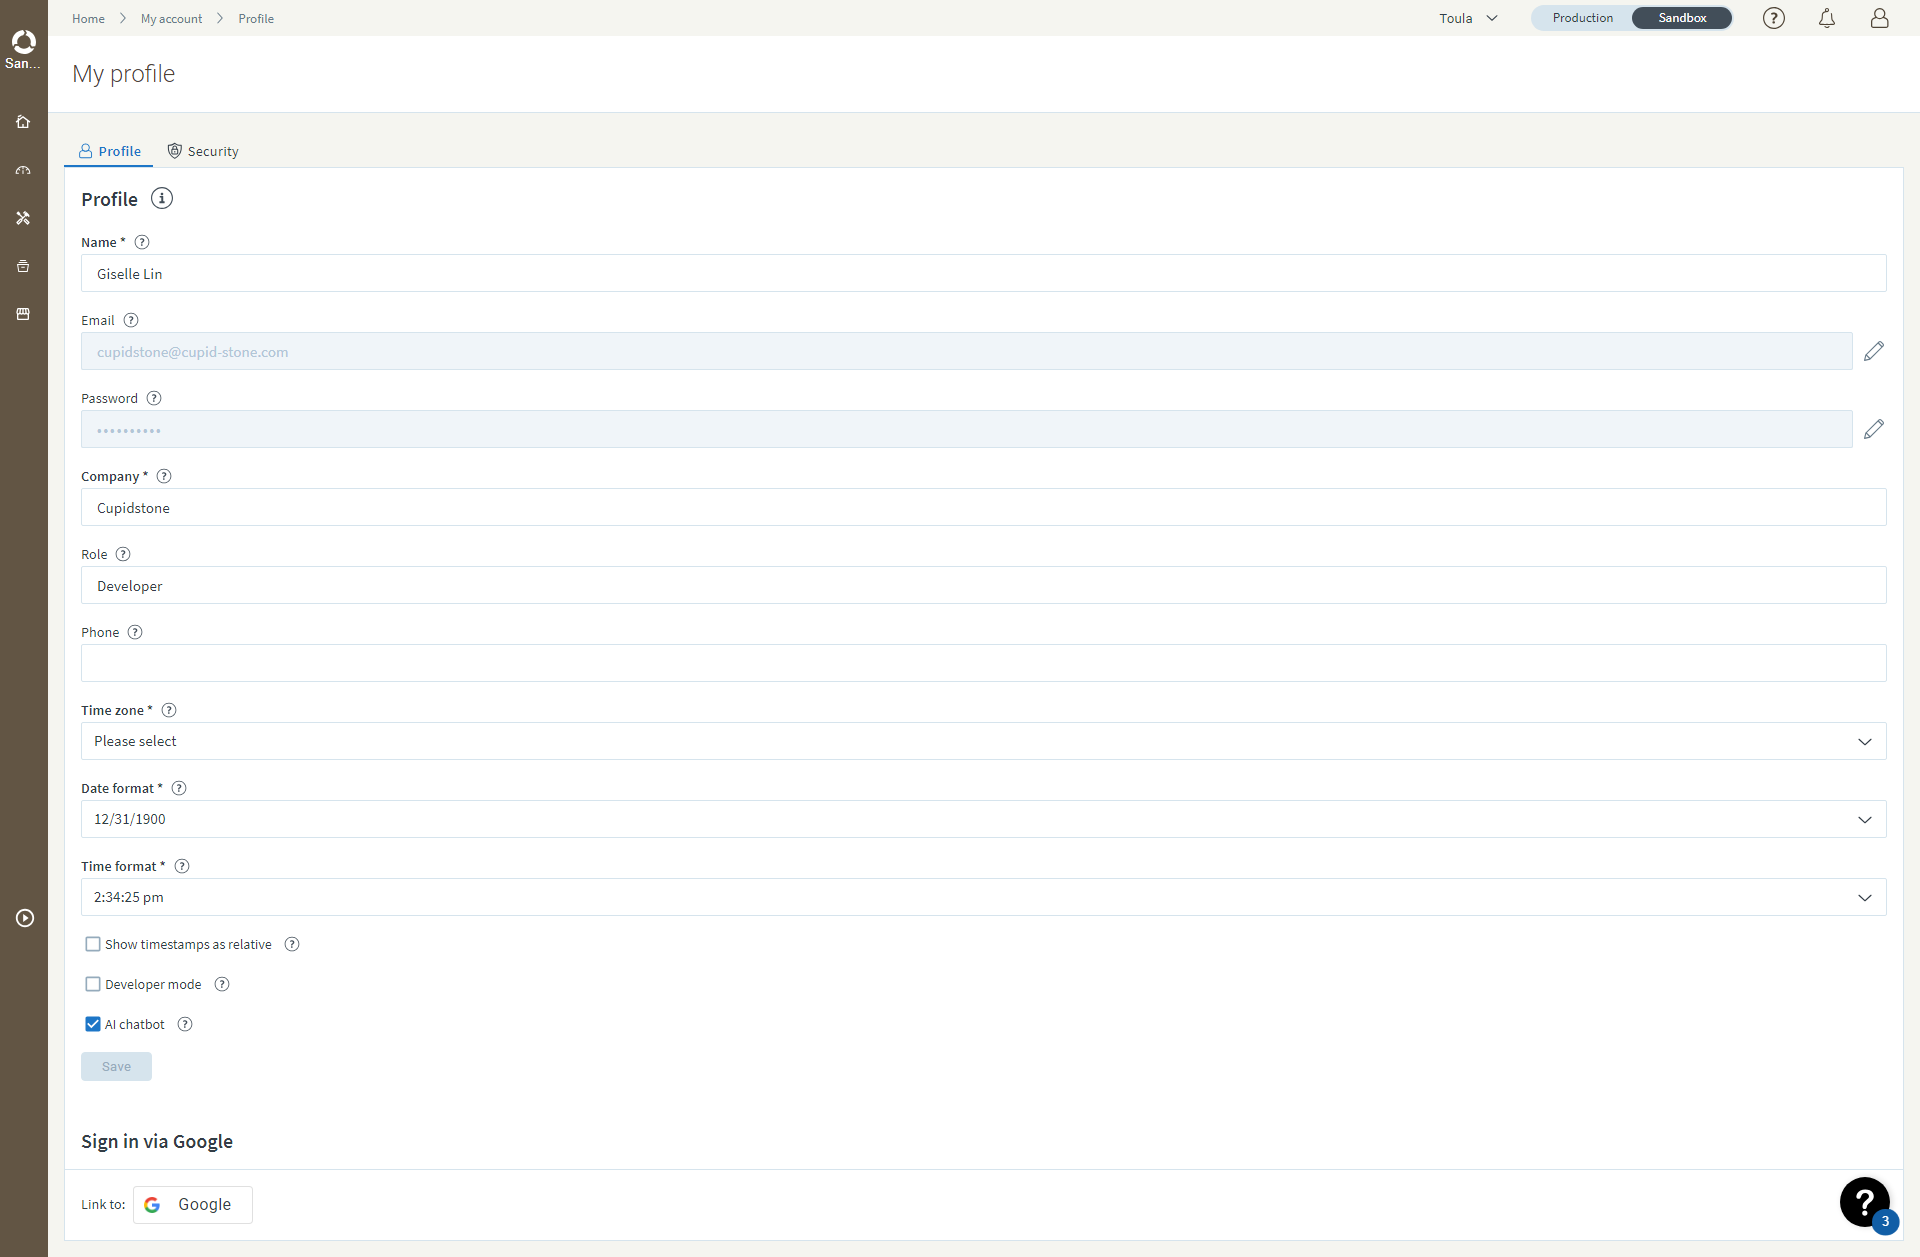 Home > My account > Profile
Toula
Production
Sandbox
San...
My profile
Profile
Security
Profile
Name *
Giselle Lin
Email
cupidstone@cupid-stone.com
Password
••••••••••
Company *
Cupidstone
Role
Developer
Phone
Time zone *
Please select
Date format *
12/31/1900
Time format *
2:34:25 pm
Show timestamps as relative
Developer mode
AI chatbot
Save
Sign in via Google
Link to:
Google
3